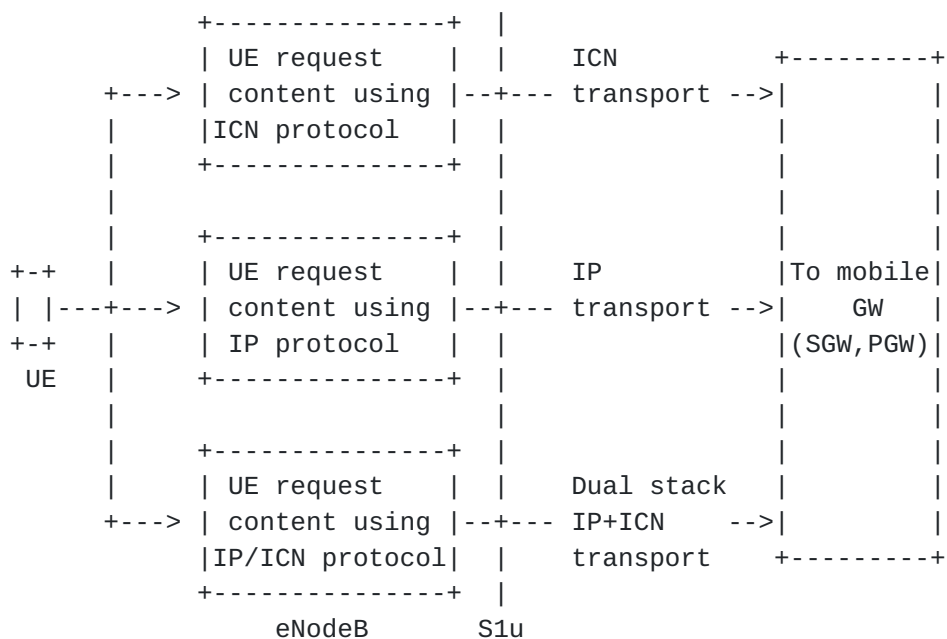 UE request ICN
content using transport
ICN protocol
UE request IP To mobile
content using transport GW
IP protocol (SGW,PGW)
UE
UE request Dual stack
content using IP+ICN
IP/ICN protocol transport
eNodeB S1u